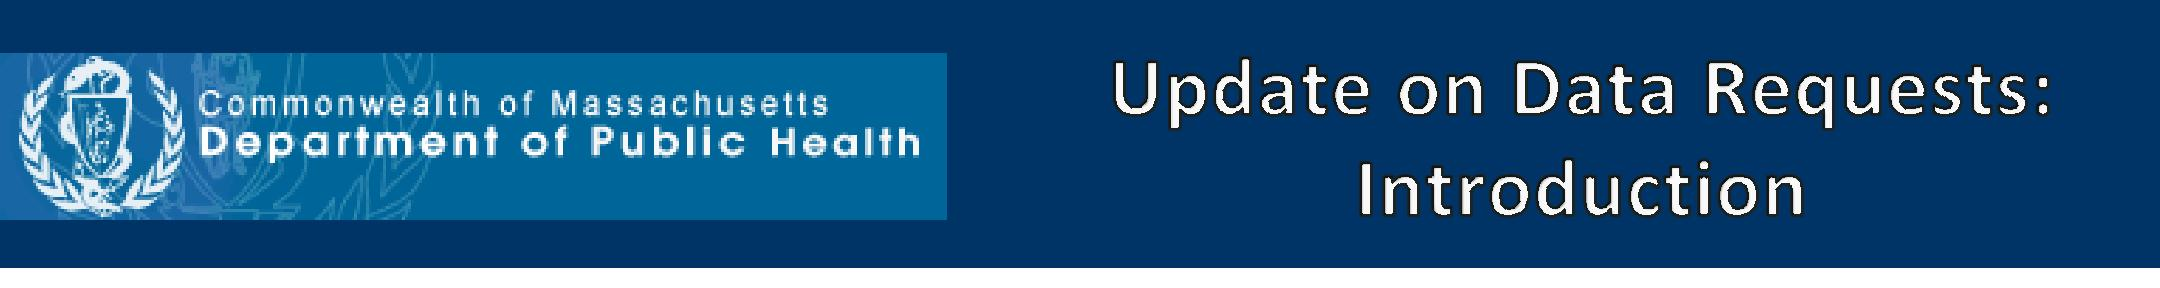 Commonwealth of Massachusetts
Department of Public Health
Update on Data Requests:
Introduction